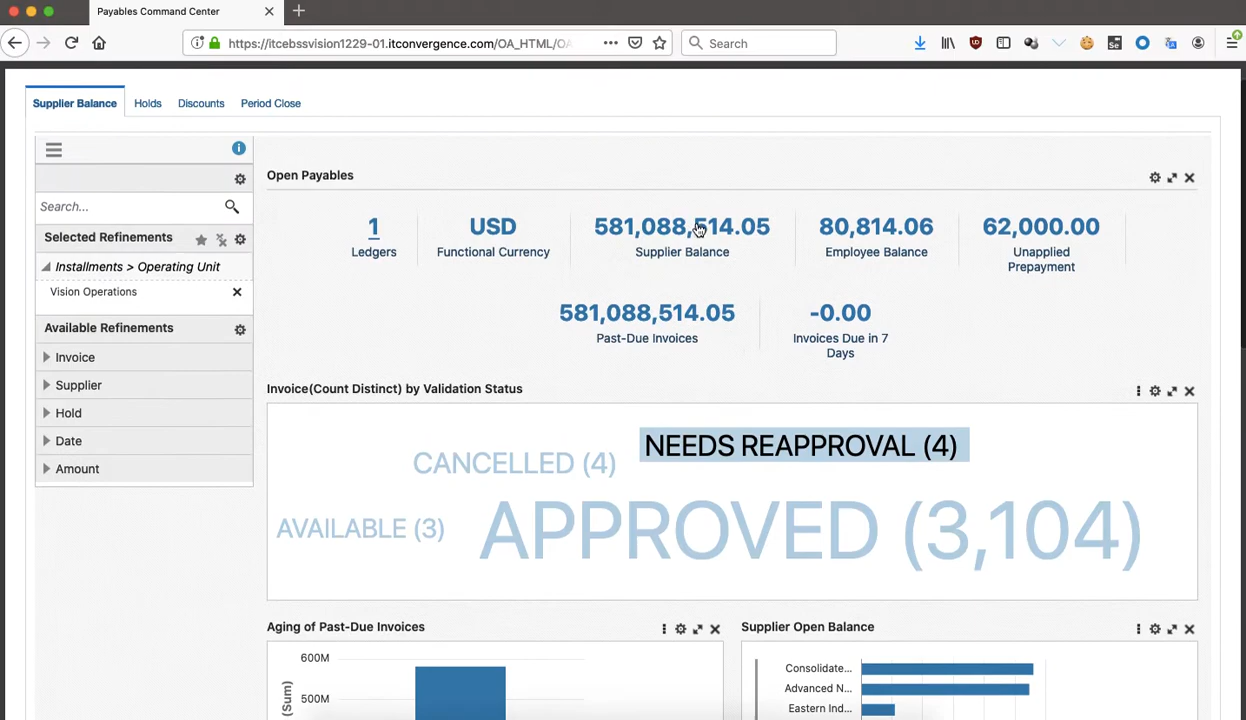 Payables Command Center
https://itcebssvision1229-01.itconvergence.com/OA_HTML/OA
Search
Supplier Balance
Holds
Discounts
Period Close
Search...
Selected Refinements
Installments > Operating Unit
Vision Operations
Available Refinements
Invoice
Supplier
Hold
Date
Amount
Open Payables
1
Ledgers
USD
Functional Currency
581,088,514.05
Supplier Balance
80,814.06
Employee Balance
62,000.00
Unapplied
Prepayment
581,088,514.05
Past-Due Invoices
-0.00
Invoices Due in 7
Days
Invoice(Count Distinct) by Validation Status
NEEDS REAPPROVAL (4)
CANCELLED (4)
AVAILABLE (3)
APPROVED (3,104)
Aging of Past-Due Invoices
600M
500M
(Sum)
Supplier Open Balance
Consolidate...
Advanced N...
Eastern Ind...